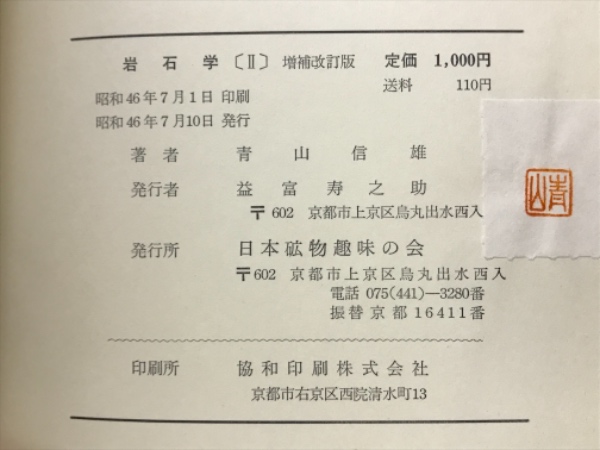 岩石学〔Ⅱ〕 増補改訂版 定価 1,000円
送料 110円
昭和46年7月1日 印刷
昭和46年7月10日 発行
著者 青山信雄
発行者 益富寿之助
〒602 京都市上京区烏丸出水西入
発行所 日本砿物趣味の会
〒602 京都市上京区烏丸出水西入
電話 075(441)―3280番
振替京都16411番
印刷所 協和印刷株式会社
京都市右京区西院清水町13
青山